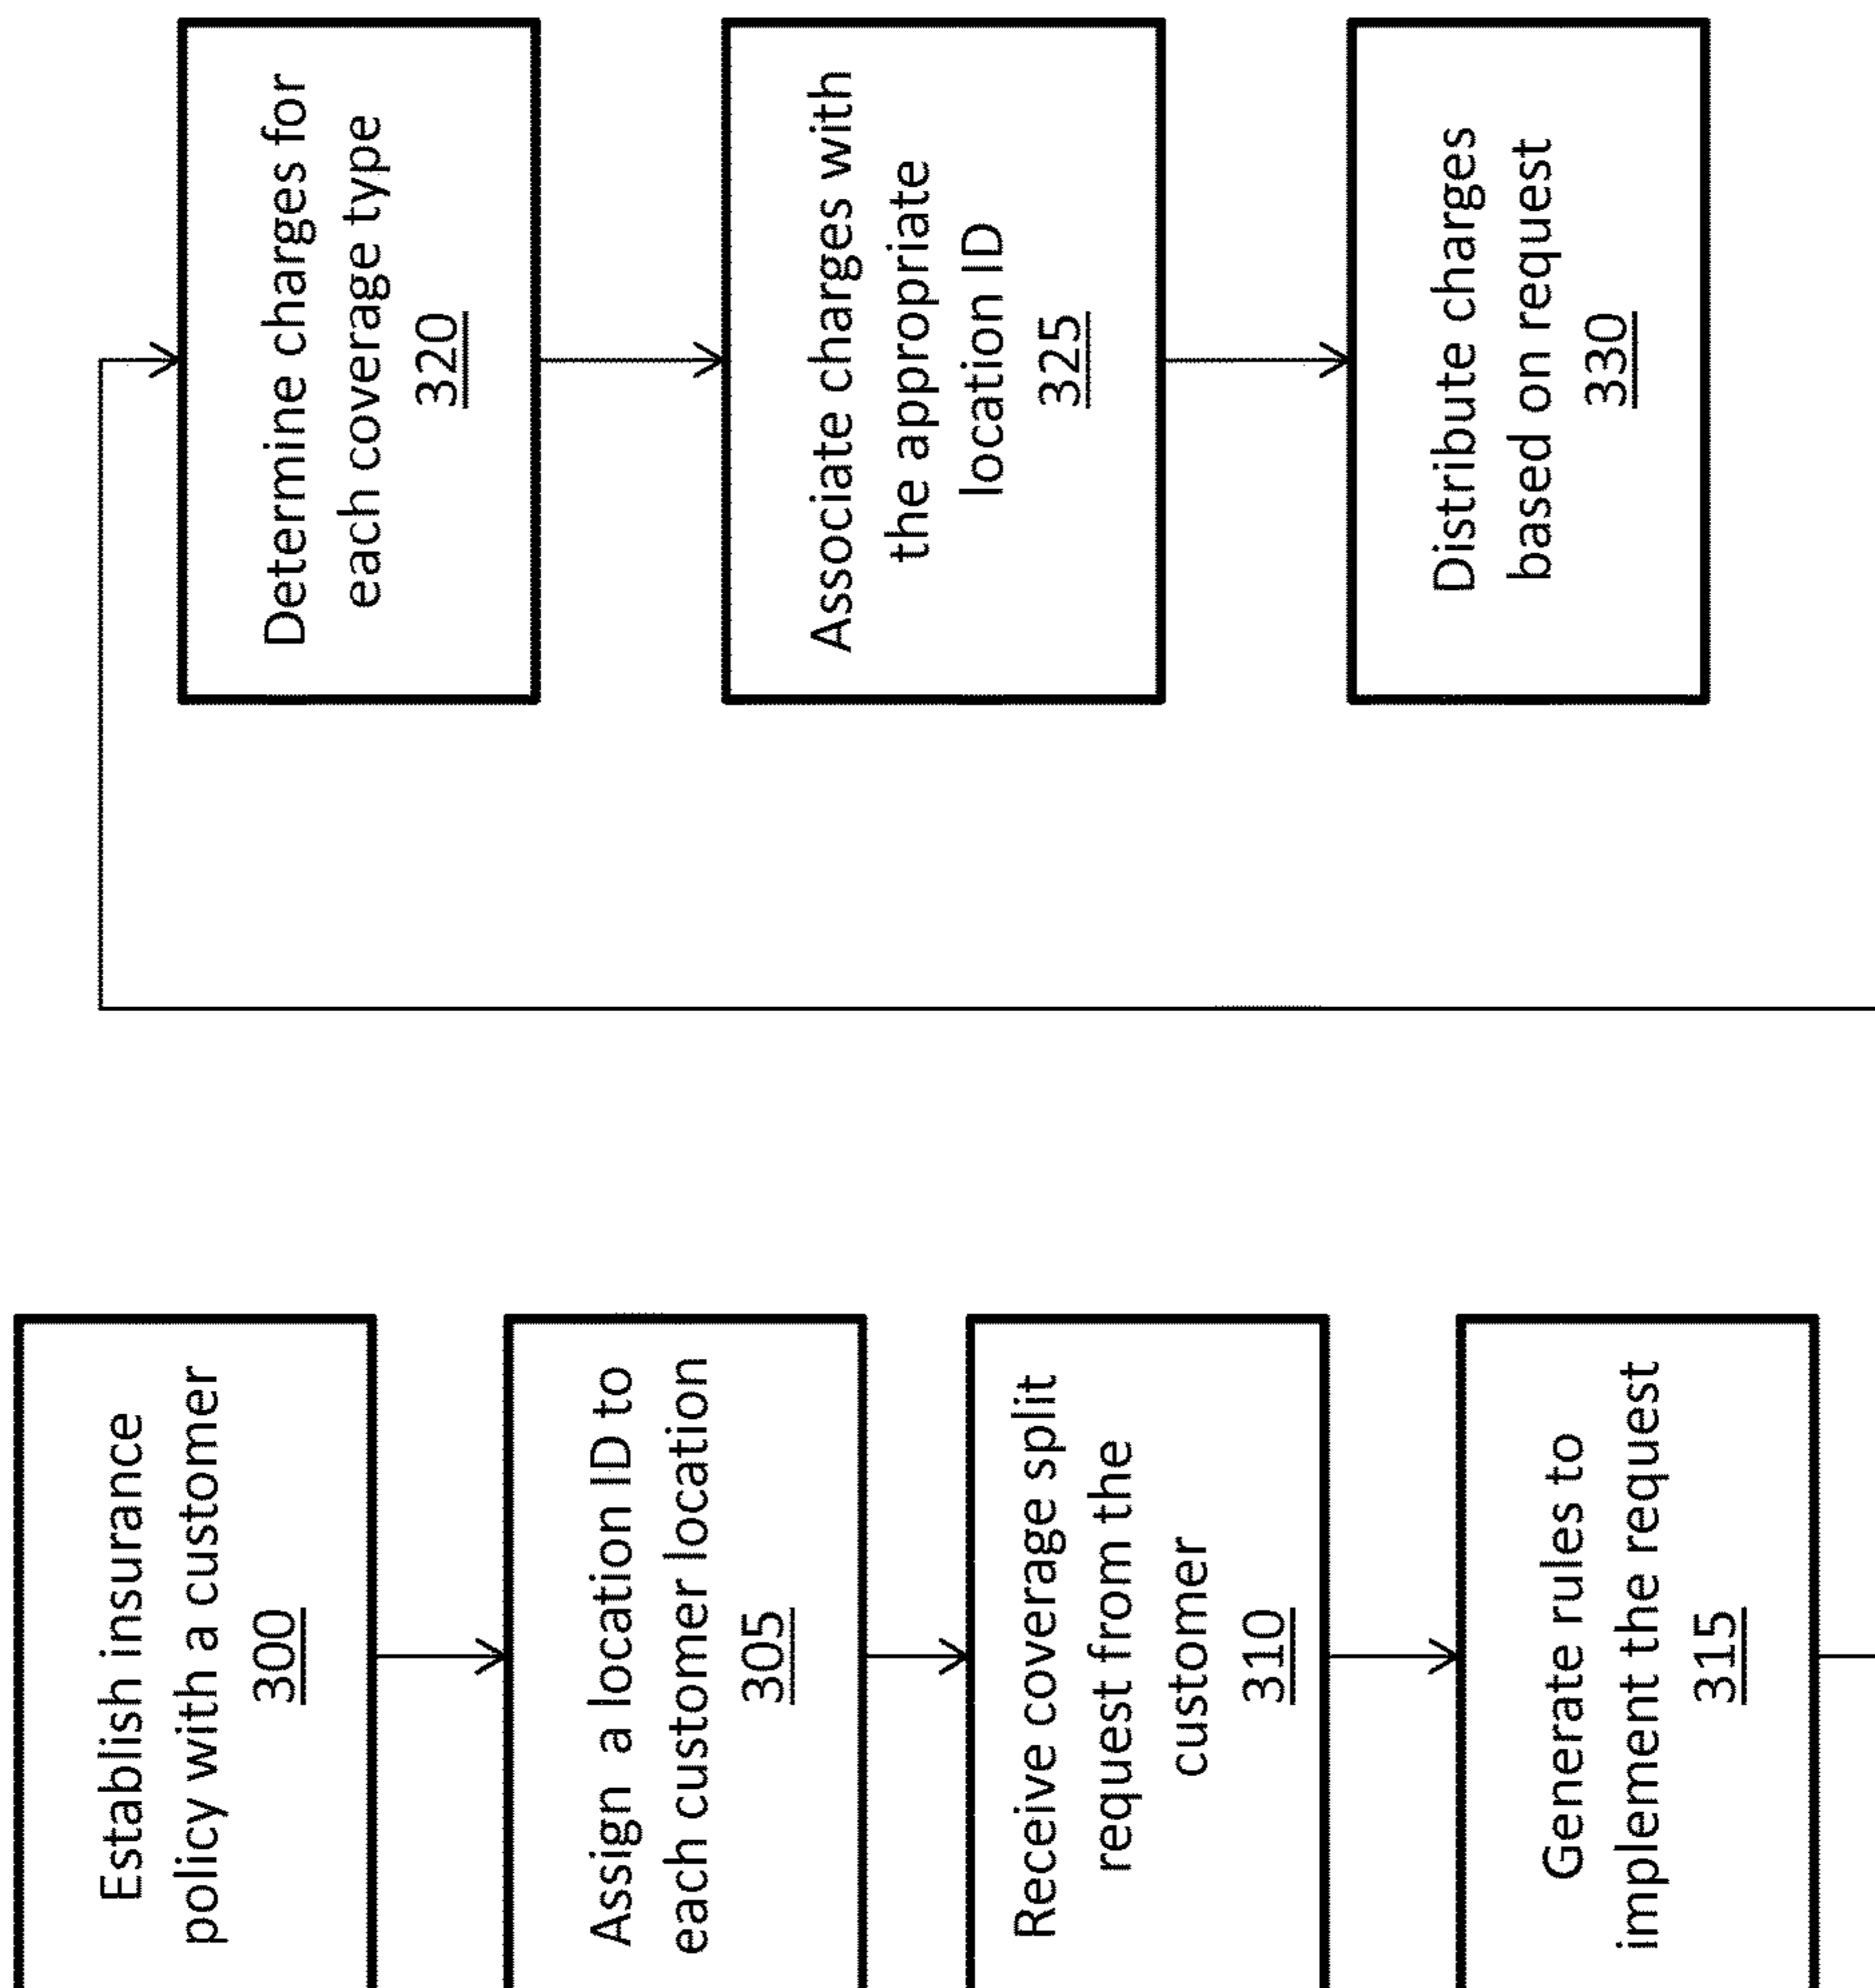 Establish insurance
policy with a customer
300
Assign a location ID to
each customer location
305
Receive coverage split
request from the
customer
310
Generate rules to
implement the request
315
Determine charges for
each coverage type
320
Associate charges with
the appropriate
location ID
325
Distribute charges
based on request
330